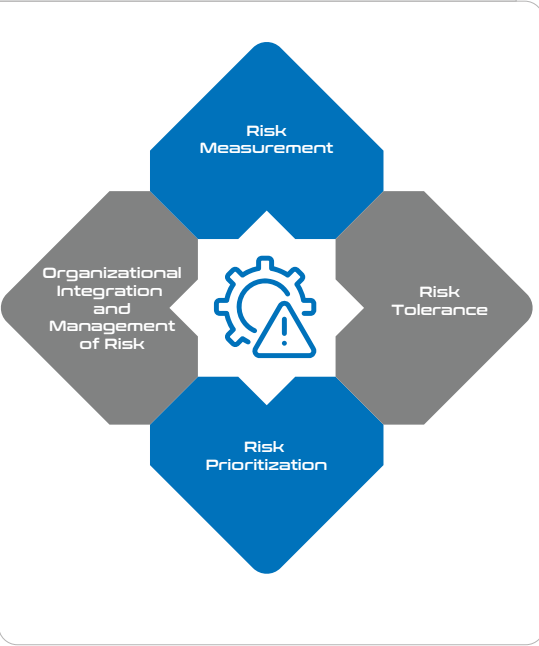 Risk
Measurement
Organizational
Integration
and
Management
of Risk
Risk
Tolerance
Risk
Prioritization